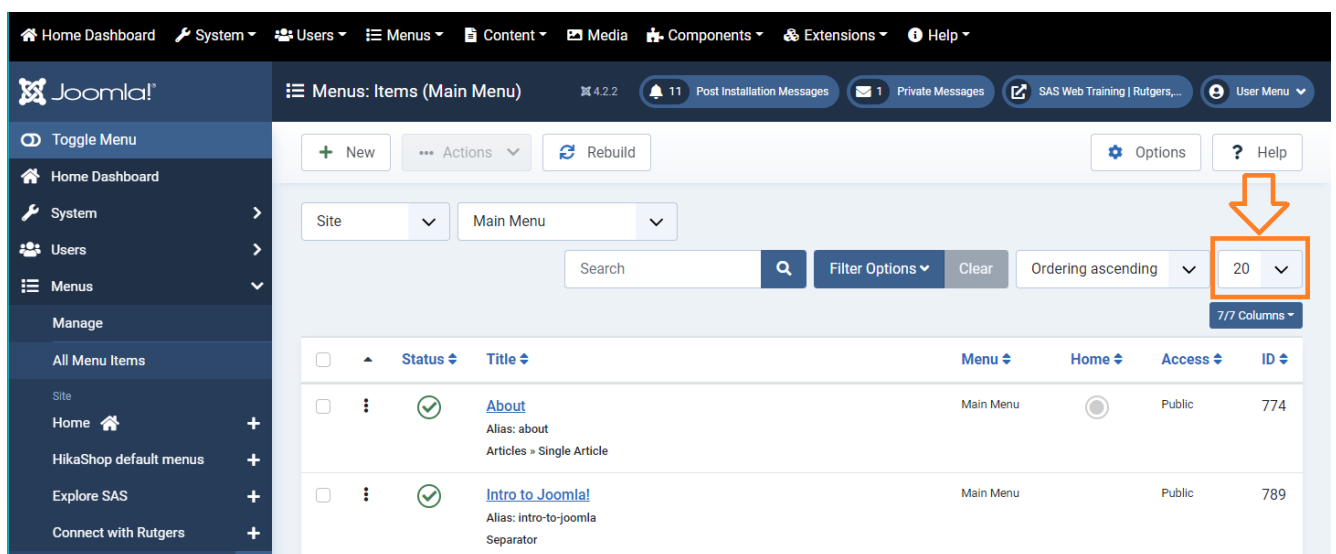 Home Dashboard System Users Menus Content Media Components Extensions Help
Joomla!
Menus: Items (Main Menu) 4.2.2 11 Post Installation Messages 1 Private Messages SAS Web Training | Rutgers,... User Menu
Toggle Menu
New Actions Rebuild Options ? Help
Home Dashboard
System
Site Main Menu
Users
Search Filter Options Clear Ordering ascending 20
Menus
7/7 Columns
Manage
All Menu Items
Status Title Menu Home Access ID
Site
Home
About Main Menu Public 774
Alias: about
Articles » Single Article
HikaShop default menus
Explore SAS
Intro to Joomla! Main Menu Public 789
Alias: intro-to-joomla
Separator
Connect with Rutgers